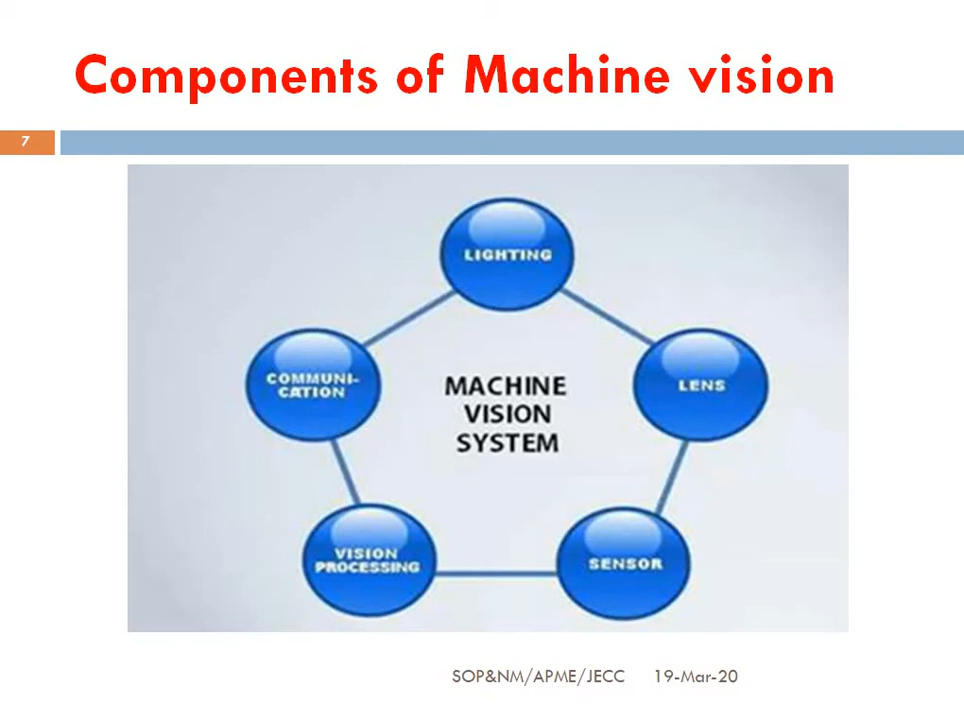 Components of Machine vision
7
LIGHTING
COMMUNI-
CATION
MACHINE
VISION
SYSTEM
LENS
VISION
PROCESSING
SENSOR
SOP&NM/APME/JECC 19-Mar-20